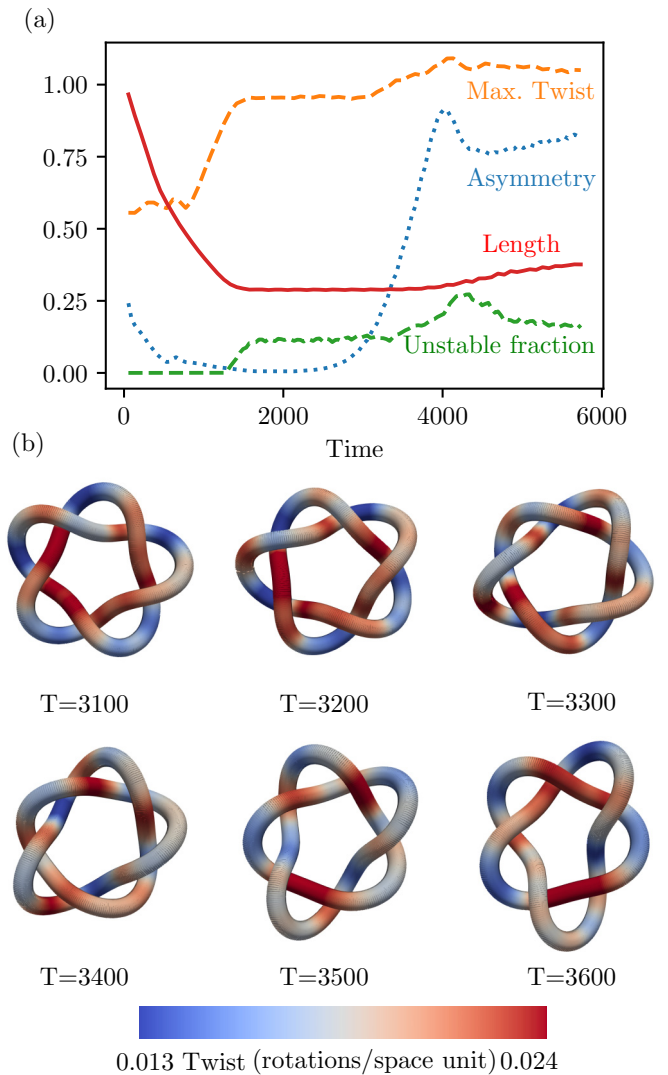 (a)
1.00
0.75
0.50
0.25
0.00
Max. Twist
Asymmetry
Length
Unstable fraction
0 2000 4000 6000
Time
(b)
T=3100 T=3200 T=3300
T=3400 T=3500 T=3600
0.013 Twist (rotations/space unit) 0.024